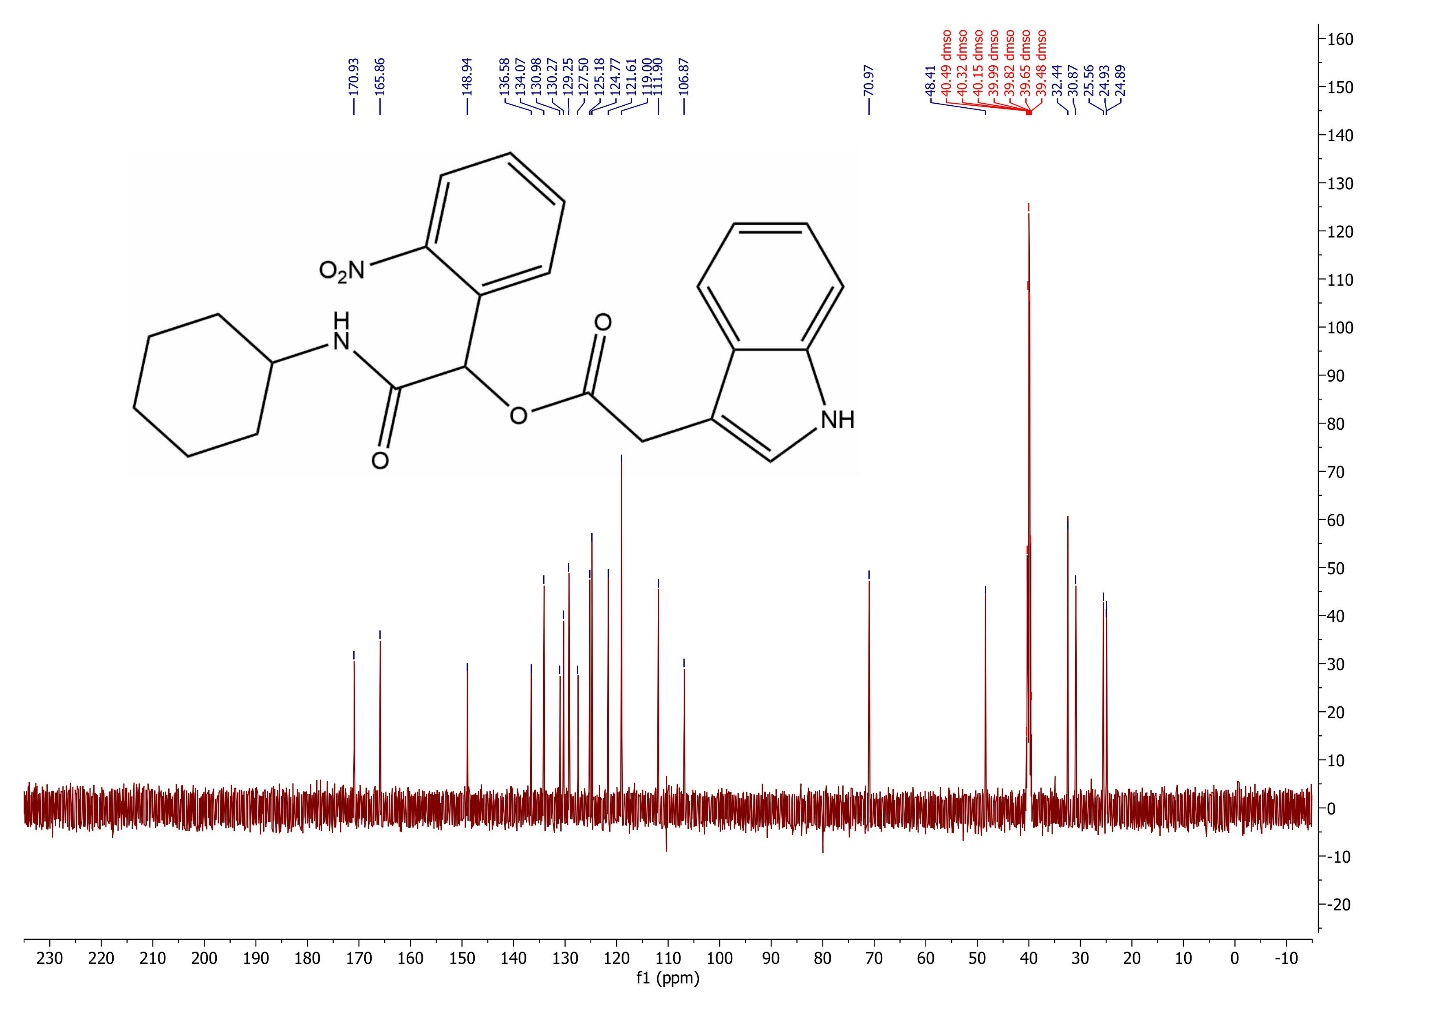 170.93
165.86
148.94
136.58
134.07
130.98
130.27
129.25
127.50
125.18
124.77
121.61
119.00
111.90
106.87
70.97
48.41
40.49 dmso
40.32 dmso
40.15 dmso
39.99 dmso
39.82 dmso
39.65 dmso
39.48 dmso
32.44
30.87
25.56
24.93
24.89
O₂N
H
N
O
O
O
NH
160
150
140
130
120
110
100
90
80
70
60
50
40
30
20
10
0
-10
-20
230 220 210 200 190 180 170 160 150 140 130 120 110 100 90 80 70 60 50 40 30 20 10 0 -10
f1 (ppm)